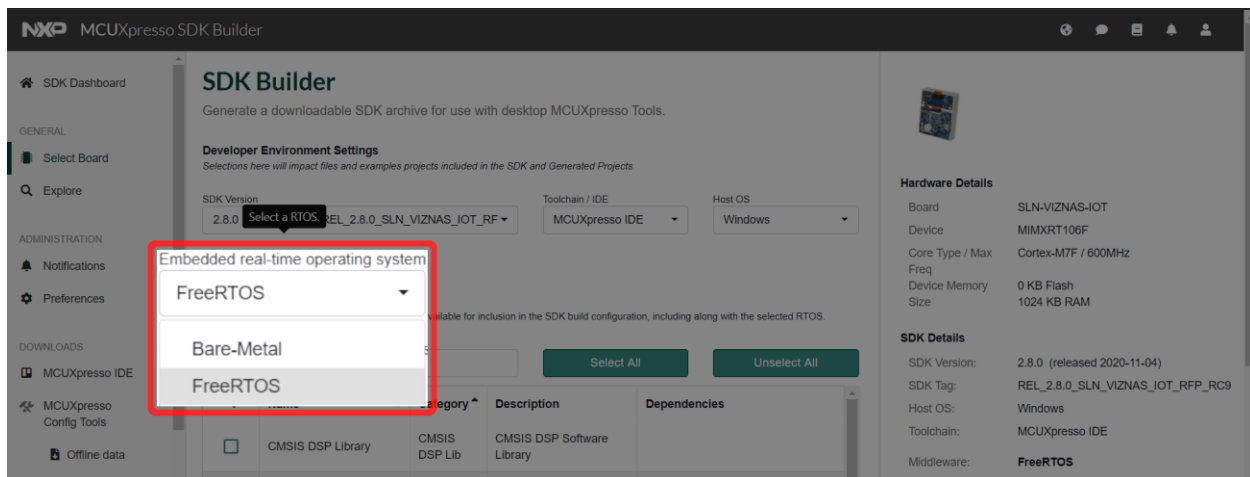 NXP MCUXpresso SDK Builder
SDK Dashboard
GENERAL
Select Board
Explore
ADMINISTRATION
Notifications
Preferences
DOWNLOADS
MCUXpresso IDE
MCUXpresso
Config Tools
Offline data
SDK Builder
Generate a downloadable SDK archive for use with desktop MCUXpresso Tools.
Developer Environment Settings
Selections here will impact files and examples projects included in the SDK and Generated Projects
SDK Version
2.8.0
REL_2.8.0_SLN_VIZNAS_IOT_RF
Toolchain / IDE
MCUXpresso IDE
Host OS
Windows
Select a RTOS.
Embedded real-time operating system
FreeRTOS
Bare-Metal
FreeRTOS
available for inclusion in the SDK build configuration, including along with the selected RTOS.
Select All
Unselect All
Name
Category
Description
Dependencies
CMSIS DSP Library
CMSIS
DSP Lib
CMSIS DSP Software
Library
Hardware Details
Board SLN-VIZNAS-IOT
Device MIMXRT106F
Core Type / Max Cortex-M7F / 600MHz
Freq
Device Memory 0 KB Flash
Size 1024 KB RAM
SDK Details
SDK Version: 2.8.0 (released 2020-11-04)
SDK Tag: REL_2.8.0_SLN_VIZNAS_IOT_RFP_RC9
Host OS: Windows
Toolchain: MCUXpresso IDE
Middleware: FreeRTOS